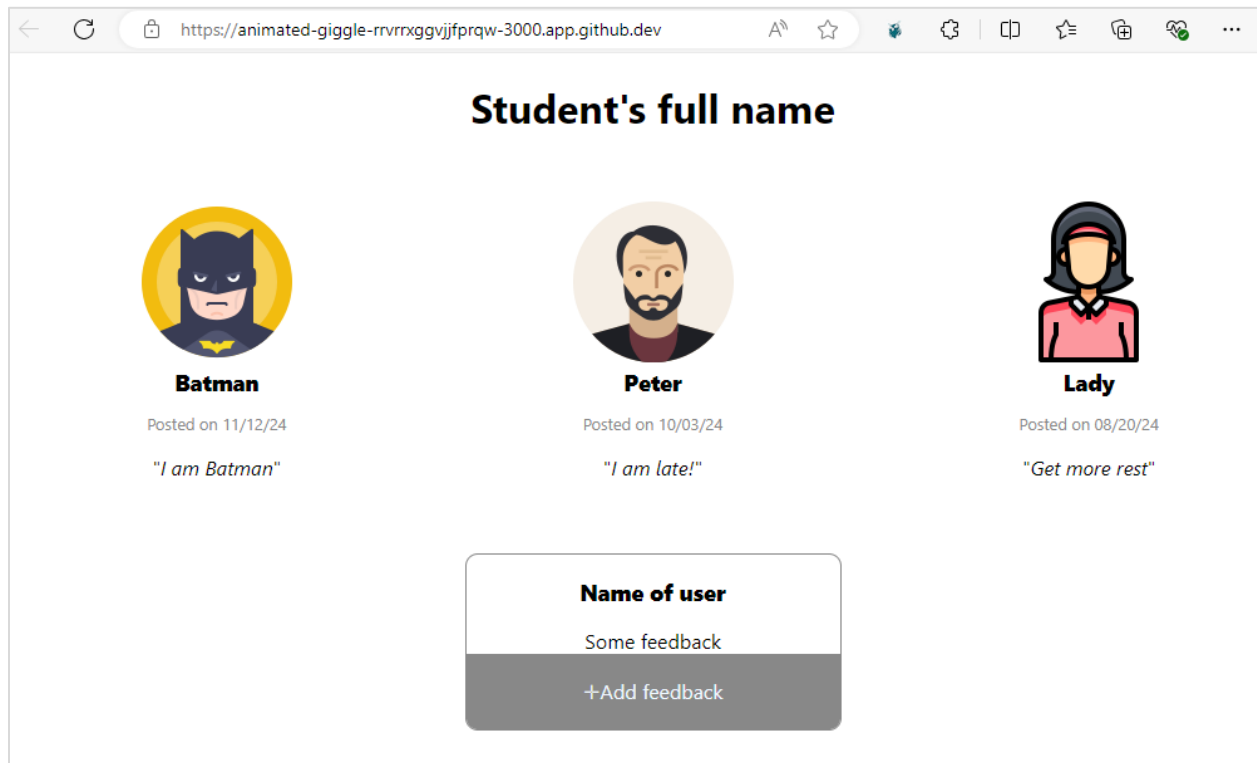 https://animated-giggle-rrvrrxggvjjfprqw-3000.app.github.dev
Student's full name
Batman
Peter
Lady
Posted on 11/12/24
Posted on 10/03/24
Posted on 08/20/24
"I am Batman"
"I am late!"
"Get more rest"
Name of user
Some feedback
+Add feedback